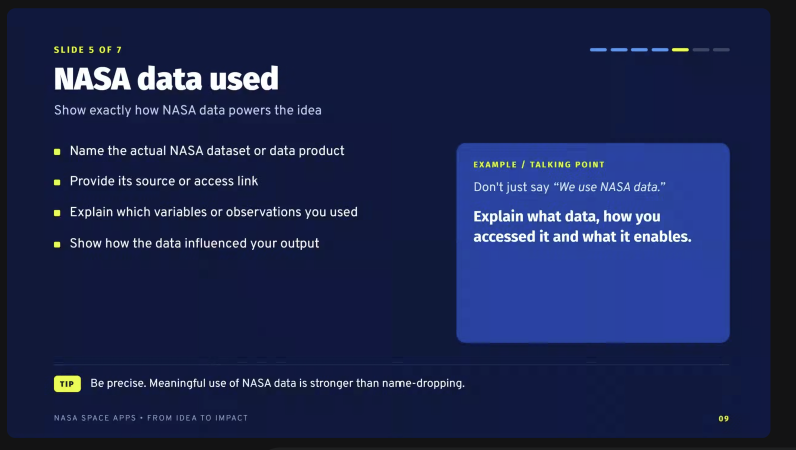 SLIDE 5 OF 7
NASA data used
Show exactly how NASA data powers the idea
Name the actual NASA dataset or data product
Provide its source or access link
Explain which variables or observations you used
Show how the data influenced your output
EXAMPLE / TALKING POINT
Don't just say “We use NASA data.”
Explain what data, how you
accessed it and what it enables.
TIP Be precise. Meaningful use of NASA data is stronger than name-dropping.
NASA SPACE APPS • FROM IDEA TO IMPACT
09